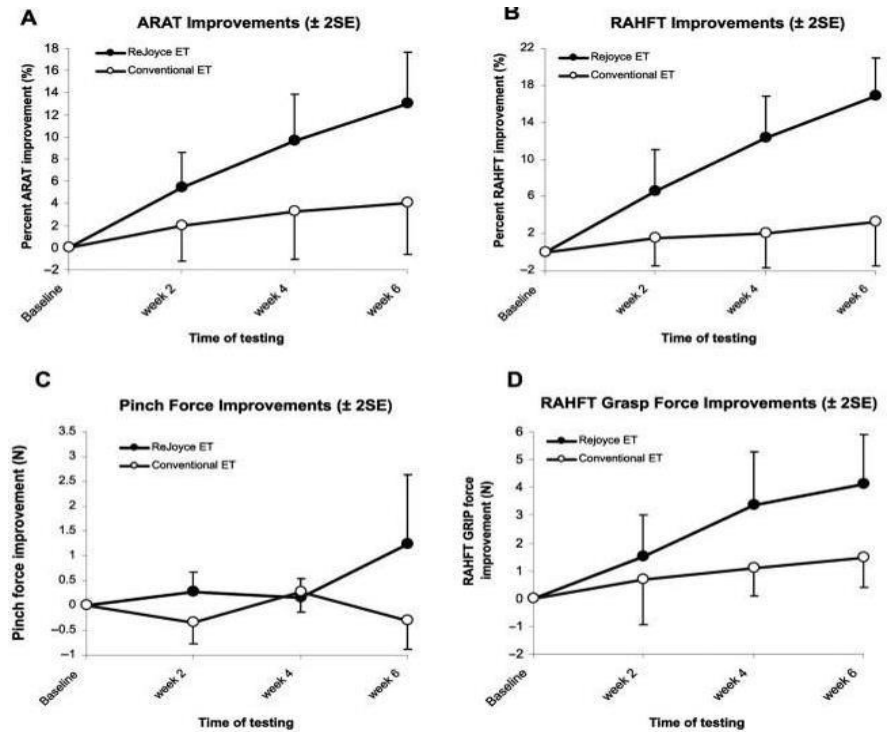 A
ARAT Improvements (± 2SE)
ReJoyce ET
Conventional ET
Percent ARAT improvement (%)
18
16
14
12
10
8
6
4
2
0
–2
Baseline
week 2
week 4
week 6
Time of testing
B
RAHFT Improvements (± 2SE)
Rejoyce ET
Conventional ET
Percent RAHFT improvement (%)
22
18
14
10
6
2
–2
Baseline
week 2
week 4
week 6
Time of testing
C
Pinch Force Improvements (± 2SE)
ReJoyce ET
Conventional ET
Pinch force improvement (N)
3.5
3
2.5
2
1.5
1
0.5
0
–0.5
–1
Baseline
week 2
week 4
week 6
Time of testing
D
RAHFT Grasp Force Improvements (± 2SE)
Rejoyce ET
Conventional ET
RAHFT GRIP force
improvement (N)
6
5
4
3
2
1
0
–1
–2
Baseline
week 2
week 4
week 6
Time of testing